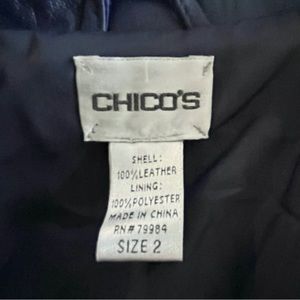 CHICO'S
SHELL:
100%LEATHER
LINING:
100%POLYESTER
MADE IN CHINA
RN#79984
SIZE 2